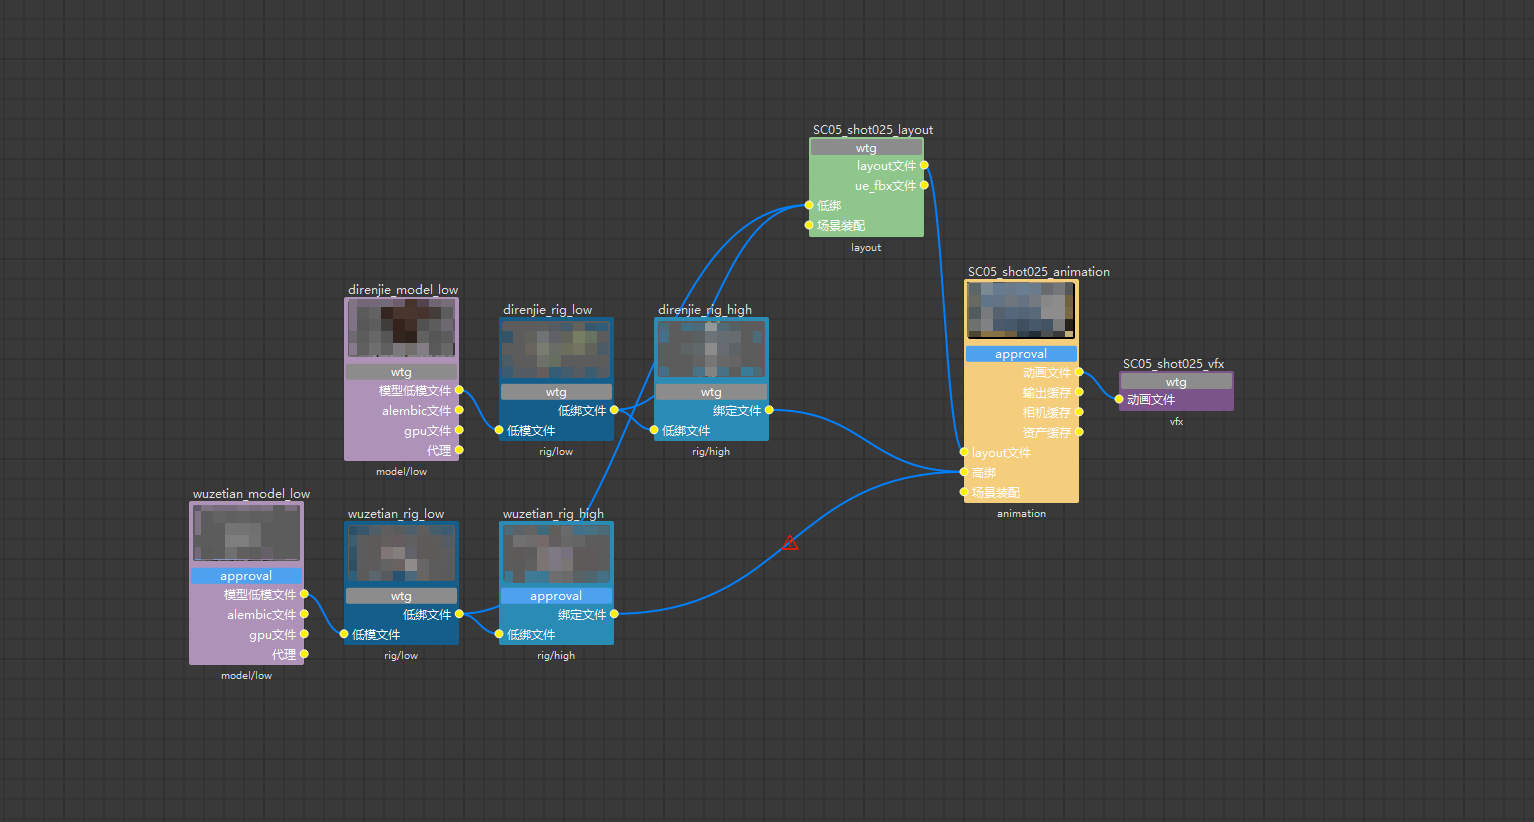 SC05_shot025_layout
wtg
layout文件
ue_fbx文件
低绑
场景装配
layout
SC05_shot025_animation
approval
动画文件
输出缓存
相机缓存
资产缓存
layout文件
高绑
场景装配
animation
SC05_shot025_vfx
wtg
动画文件
vfx
direnjie_model_low
wtg
模型低模文件
alembic文件
gpu文件
代理
model/low
direnjie_rig_low
wtg
低绑文件
低模文件
rig/low
direnjie_rig_high
wtg
绑定文件
低绑文件
rig/high
wuzetian_model_low
approval
模型低模文件
alembic文件
gpu文件
代理
model/low
wuzetian_rig_low
wtg
低绑文件
低模文件
rig/low
wuzetian_rig_high
approval
绑定文件
低绑文件
rig/high